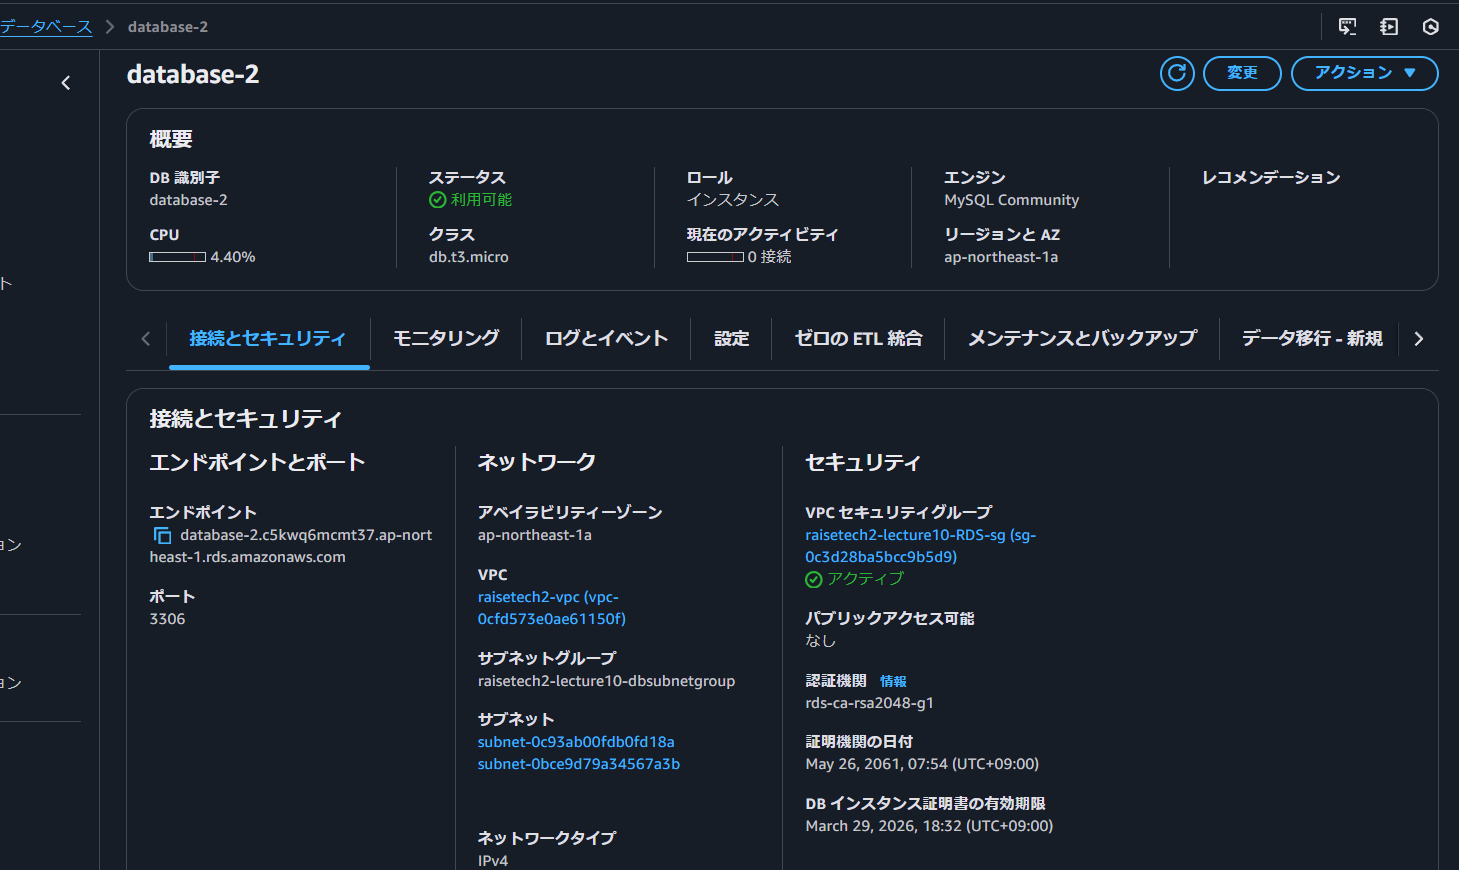 データベース > database-2
database-2
変更
アクション ▼
ト
ョン
ョン
概要
DB 識別子
database-2
CPU
4.40%
ステータス
利用可能
クラス
db.t3.micro
ロール
インスタンス
現在のアクティビティ
0 接続
エンジン
MySQL Community
リージョンと AZ
ap-northeast-1a
レコメンデーション
接続とセキュリティ
モニタリング
ログとイベント
設定
ゼロの ETL 統合
メンテナンスとバックアップ
データ移行 - 新規
接続とセキュリティ
エンドポイントとポート
エンドポイント
database-2.c5kwq6mcmt37.ap-nort
heast-1.rds.amazonaws.com
ポート
3306
ネットワーク
アベイラビリティーゾーン
ap-northeast-1a
VPC
raisetech2-vpc (vpc-
0cfd573e0ae61150f)
サブネットグループ
raisetech2-lecture10-dbsubnetgroup
サブネット
subnet-0c93ab00fdb0fd18a
subnet-0bce9d79a34567a3b
ネットワークタイプ
IPv4
セキュリティ
VPC セキュリティグループ
raisetech2-lecture10-RDS-sg (sg-
0c3d28ba5bcc9b5d9)
アクティブ
パブリックアクセス可能
なし
認証機関 情報
rds-ca-rsa2048-g1
証明機関の日付
May 26, 2061, 07:54 (UTC+09:00)
DB インスタンス証明書の有効期限
March 29, 2026, 18:32 (UTC+09:00)